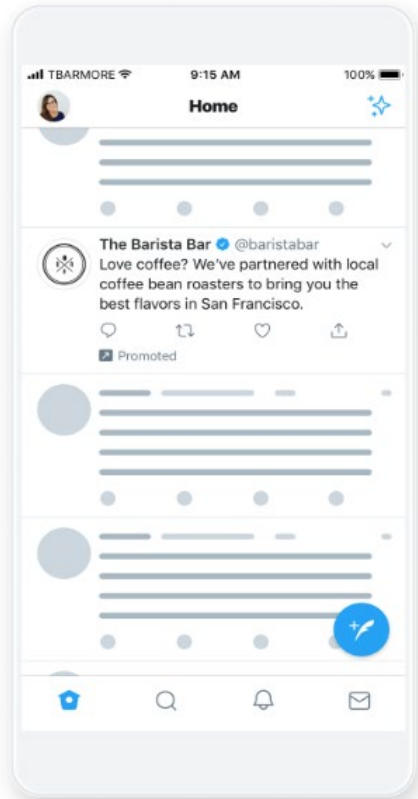 TBARMORE 9:15 AM 100%
Home
The Barista Bar @baristabar
Love coffee? We've partnered with local
coffee bean roasters to bring you the
best flavors in San Francisco.
Promoted